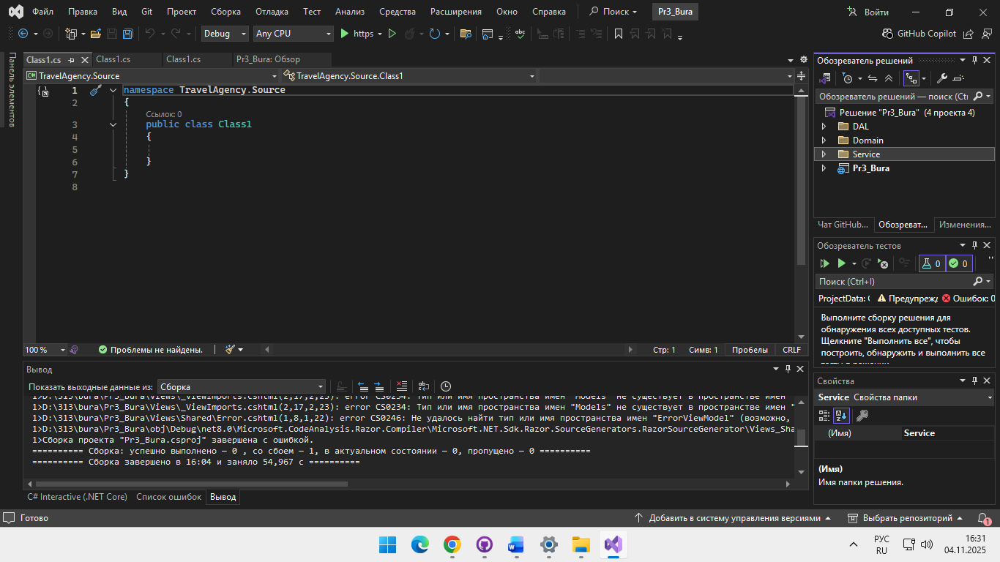 Файл Правка Вид Git Проект Сборка Отладка Тест Анализ Средства Расширения Окно Справка Поиск Pr3_Bura Войти
Debug Any CPU https GitHub Copilot
Панель элементов
Class1.cs Class1.cs Class1.cs Pr3_Bura: Обзор
TravelAgency.Source TravelAgency.Source.Class1
1 namespace TravelAgency.Source
2 {
Ссылок: 0
3 public class Class1
4 {
5
6 }
7 }
8
100 % Проблемы не найдены. Стр: 1 Симв: 1 Пробелы CRLF
Вывод
Показать выходные данные из: Сборка
1>D:\313\bura\Pr3_Bura\Views\_ViewImports.cshtml(2,17,2,23): error CS0234: Тип или имя пространства имен "Models" не существует в пространстве имен "
1>D:\313\bura\Pr3_Bura\Views\_ViewImports.cshtml(2,17,2,23): error CS0234: Тип или имя пространства имен "Models" не существует в пространстве имен "
1>D:\313\bura\Pr3_Bura\Views\Shared\Error.cshtml(1,8,1,22): error CS0246: Не удалось найти тип или имя пространства имен "ErrorViewModel" (возможно,
1>D:\313\bura\Pr3_Bura\obj\Debug\net8.0\Microsoft.CodeAnalysis.Razor.Compiler\Microsoft.NET.Sdk.Razor.SourceGenerators.RazorSourceGenerator\Views_Sha
1>Сборка проекта "Pr3_Bura.csproj" завершена с ошибкой.
========== Сборка: успешно выполнено — 0 , со сбоем — 1, в актуальном состоянии — 0, пропущено — 0 ==========
========== Сборка завершено в 16:04 и заняло 54,967 с ==========
C# Interactive (.NET Core) Список ошибок Вывод
Обозреватель решений
Обозреватель решений — поиск (Ctrl
Решение "Pr3_Bura" (4 проекта 4)
DAL
Domain
Service
Pr3_Bura
Чат GitHub... Обозреват... Изменения...
Обозреватель тестов
0 0
Поиск (Ctrl+I)
ProjectData: Предупрежд Ошибок: 0
Выполните сборку решения для
обнаружения всех доступных тестов.
Щелкните "Выполнить все", чтобы
построить, обнаружить и выполнить все
Свойства
Service Свойства папки
(Имя) Service
(Имя)
Имя папки решения.
Готово Добавить в систему управления версиями Выбрать репозиторий 1
РУС
RU
16:31
04.11.2025